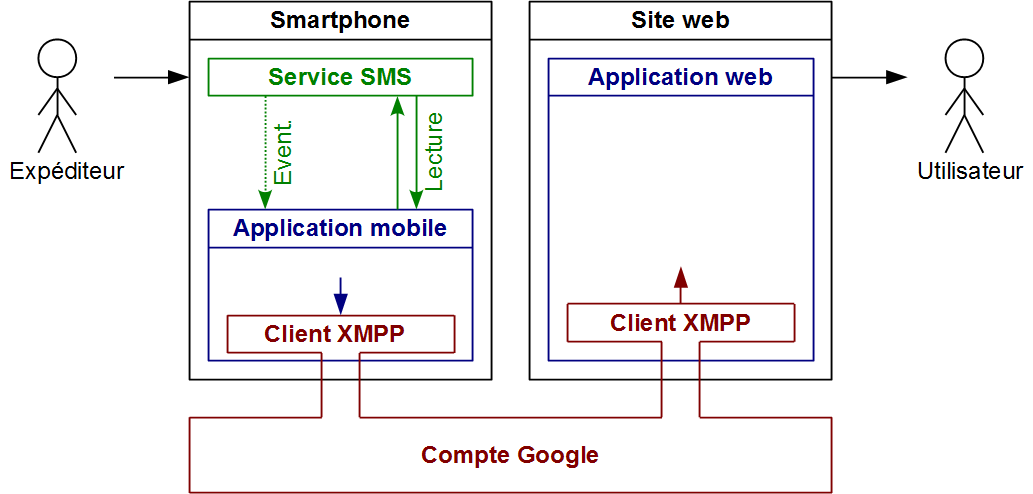 Smartphone
Site web
Service SMS
Application web
Expéditeur
Event.
Lecture
Utilisateur
Application mobile
Client XMPP
Client XMPP
Compte Google